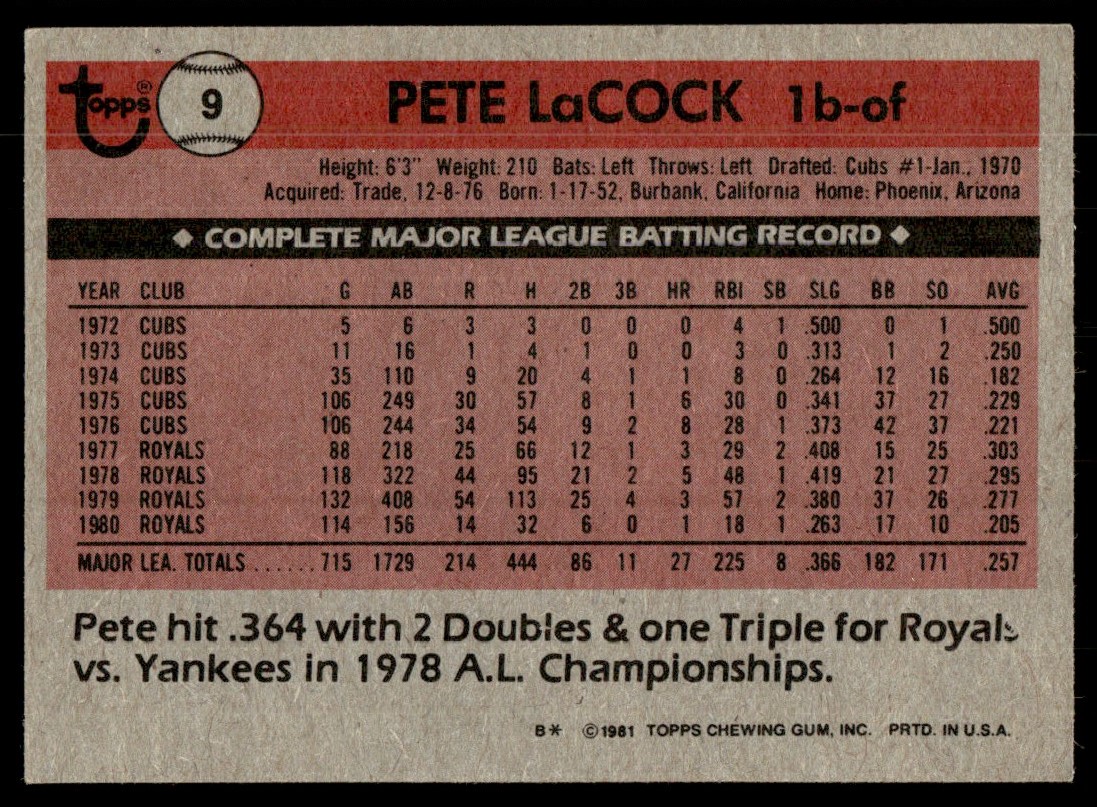 topps® 9 PETE LaCOCK 1b-of
Height: 6'3" Weight: 210 Bats: Left Throws: Left Drafted: Cubs #1-Jan., 1970
Acquired: Trade, 12-8-76 Born: 1-17-52, Burbank, California Home: Phoenix, Arizona
◆ COMPLETE MAJOR LEAGUE BATTING RECORD ◆
YEAR CLUB G AB R H 2B 3B HR RBI SB SLG BB SO AVG
1972 CUBS 5 6 3 3 0 0 0 4 1 .500 0 1 .500
1973 CUBS 11 16 1 4 1 0 0 3 0 .313 1 2 .250
1974 CUBS 35 110 9 20 4 1 1 8 0 .264 12 16 .182
1975 CUBS 106 249 30 57 8 1 6 30 0 .341 37 27 .229
1976 CUBS 106 244 34 54 9 2 8 28 1 .373 42 37 .221
1977 ROYALS 88 218 25 66 12 1 3 29 2 .408 15 25 .303
1978 ROYALS 118 322 44 95 21 2 5 48 1 .419 21 27 .295
1979 ROYALS 132 408 54 113 25 4 3 57 2 .380 37 26 .277
1980 ROYALS 114 156 14 32 6 0 1 18 1 .263 17 10 .205
MAJOR LEA. TOTALS ...... 715 1729 214 444 86 11 27 225 8 .366 182 171 .257
Pete hit .364 with 2 Doubles & one Triple for Royals
vs. Yankees in 1978 A.L. Championships.
B* ©1981 TOPPS CHEWING GUM, INC. PRTD. IN U.S.A.